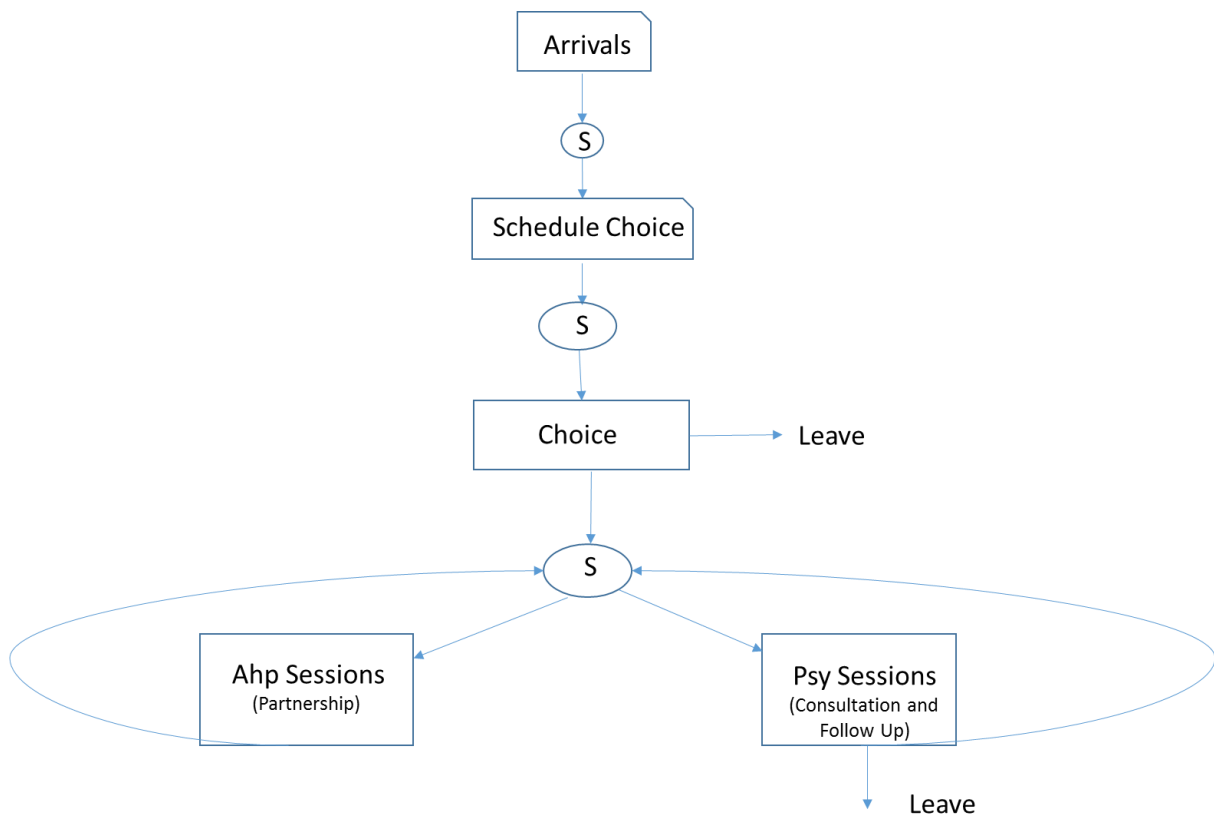 Arrivals
S
Schedule Choice
S
Choice
Leave
S
Ahp Sessions
(Partnership)
Psy Sessions
(Consultation and
Follow Up)
Leave